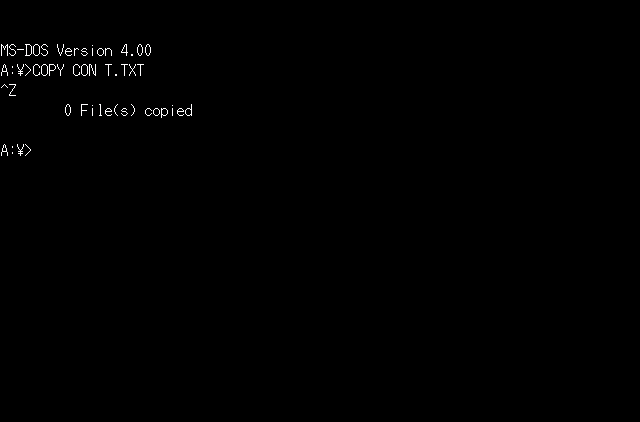 MS-DOS Version 4.00
A:¥>COPY CON T.TXT
^Z
        0 File(s) copied

A:¥>